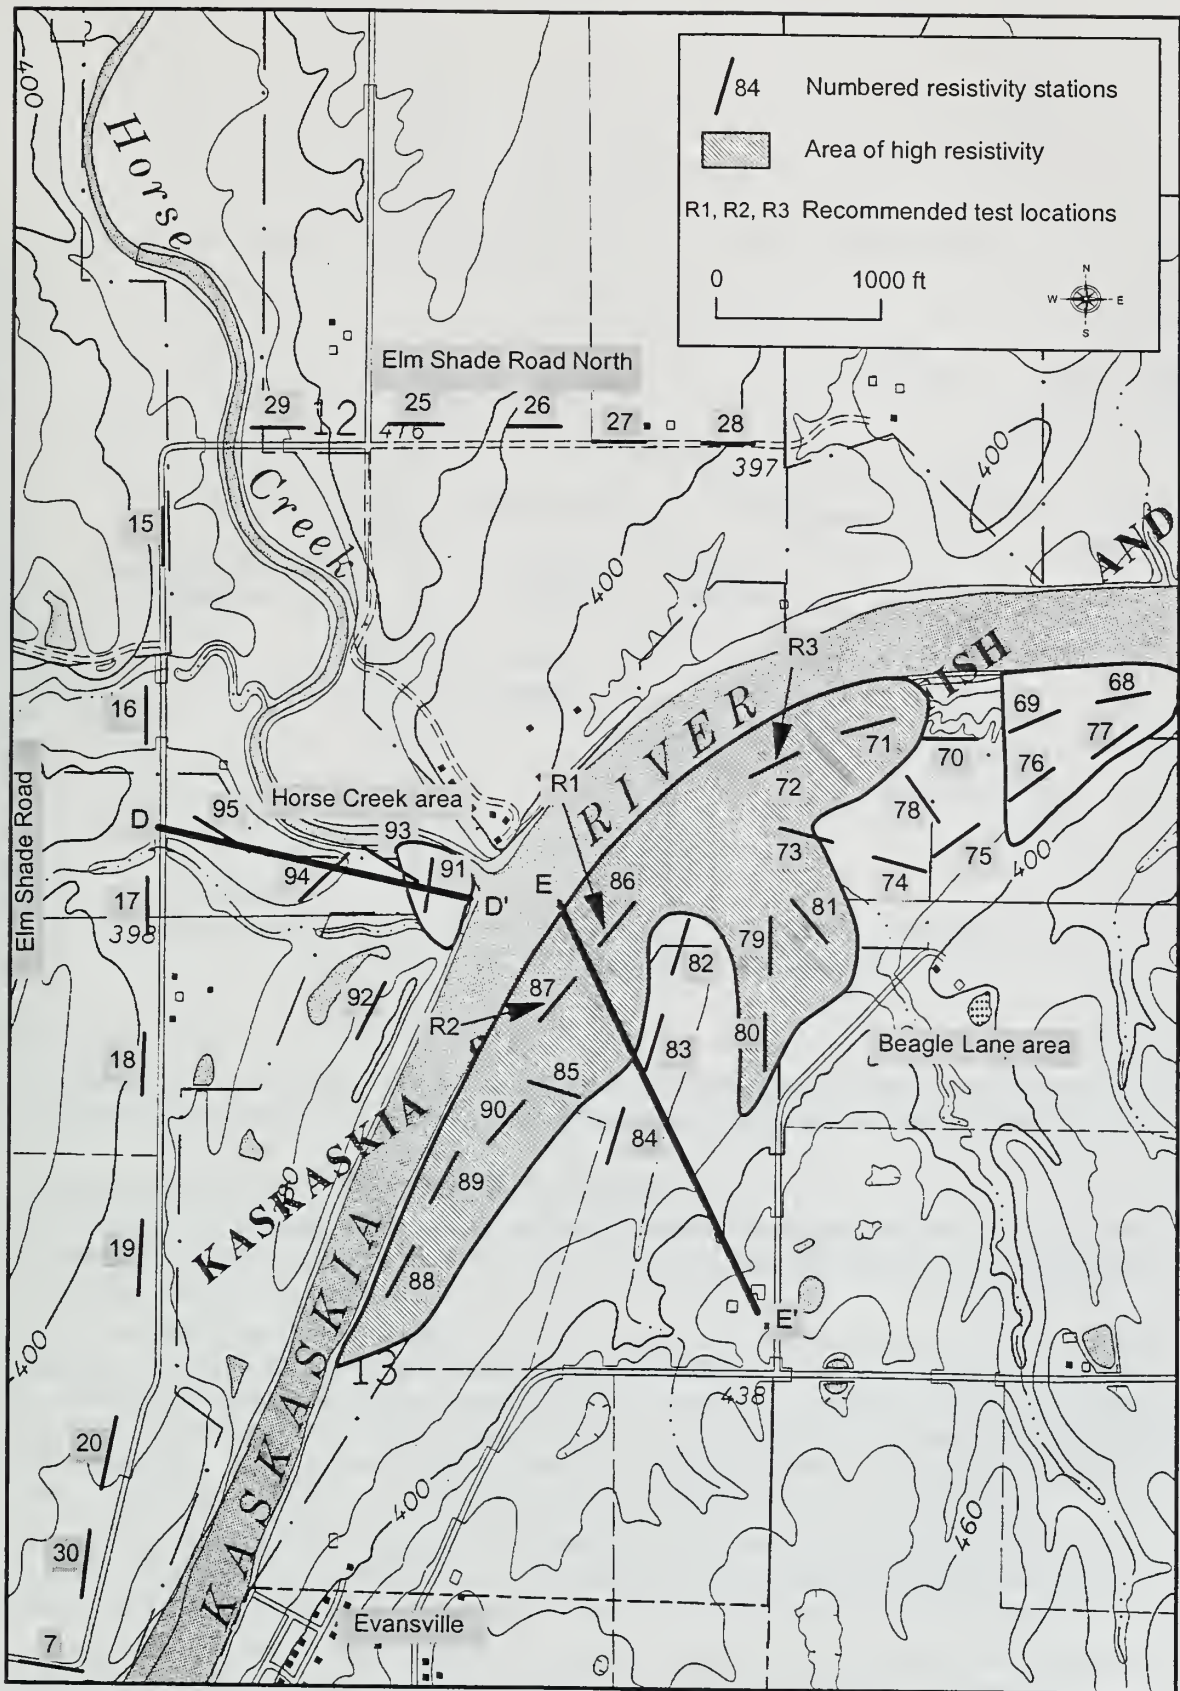 84 Numbered resistivity stations
Area of high resistivity
R1, R2, R3 Recommended test locations
0 1000 ft
N
W E
S
400
Horse
Creek
Elm Shade Road North
29 12 25 26 27 28
476
397
400
15
AND
400
R3
FISH
16
69 68
71 70 77
72 76
RIVER
R1
Elm Shade Road
Horse Creek area
D 95 93
78
73
75
94 91
74
400
D'
E 86
17
398
81
79
82
92
87
R2
18
83 80
Beagle Lane area
85
90
84
KASKASKIA
89
19
88
KASKASKIA
E'
400
13
438
20
400
460
30
KASKASKIA
Evansville
7